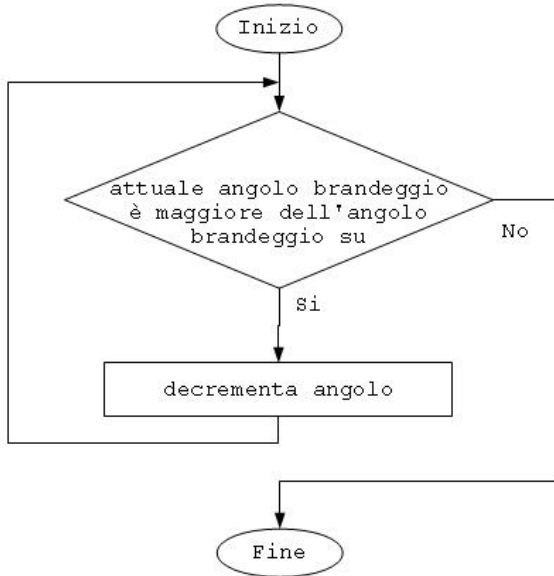 Inizio
attuale angolo brandeggio
è maggiore dell'angolo
brandeggio su
No
Si
decrementa angolo
Fine